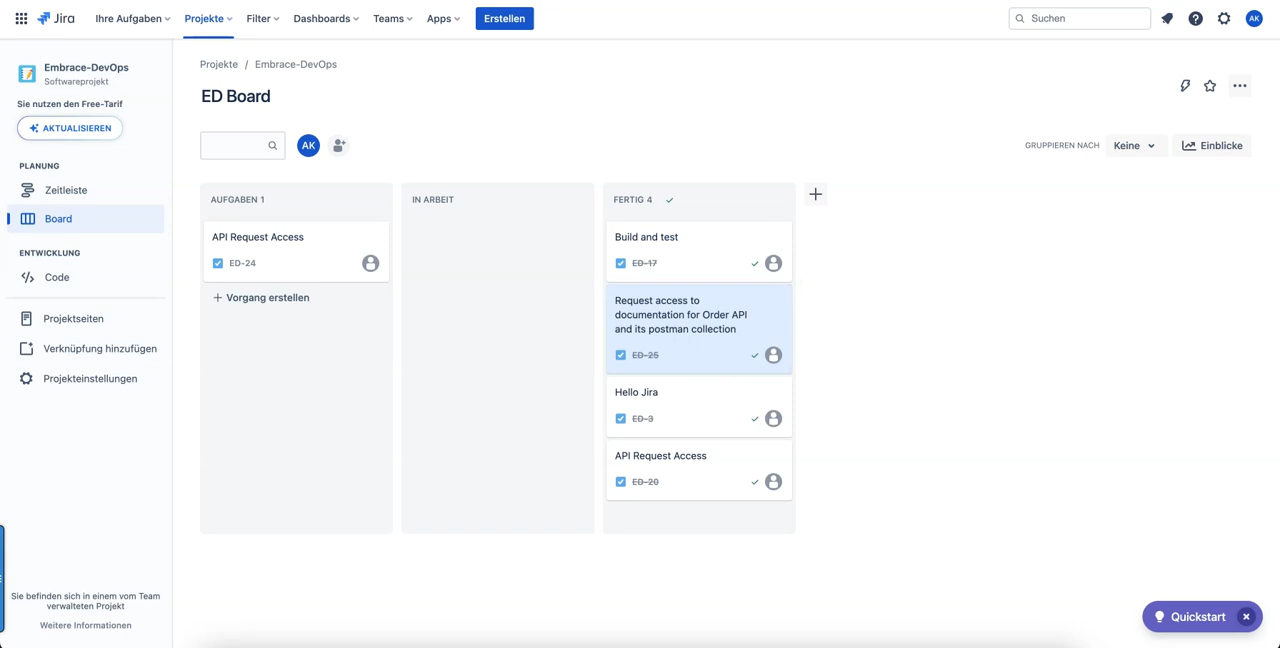 Jira Ihre Aufgaben Projekte Filter Dashboards Teams Apps Erstellen Suchen AK
Embrace-DevOps
Softwareprojekt
Sie nutzen den Free-Tarif
AKTUALISIEREN
PLANUNG
Zeitleiste
Board
ENTWICKLUNG
Code
Projektseiten
Verknüpfung hinzufügen
Projekteinstellungen
Sie befinden sich in einem vom Team
verwalteten Projekt
Weitere Informationen
Projekte / Embrace-DevOps
ED Board
AK
GRUPPIEREN NACH Keine Einblicke
AUFGABEN 1
API Request Access
ED-24
+ Vorgang erstellen
IN ARBEIT
FERTIG 4
Build and test
ED-17
Request access to
documentation for Order API
and its postman collection
ED-25
Hello Jira
ED-3
API Request Access
ED-20
Quickstart